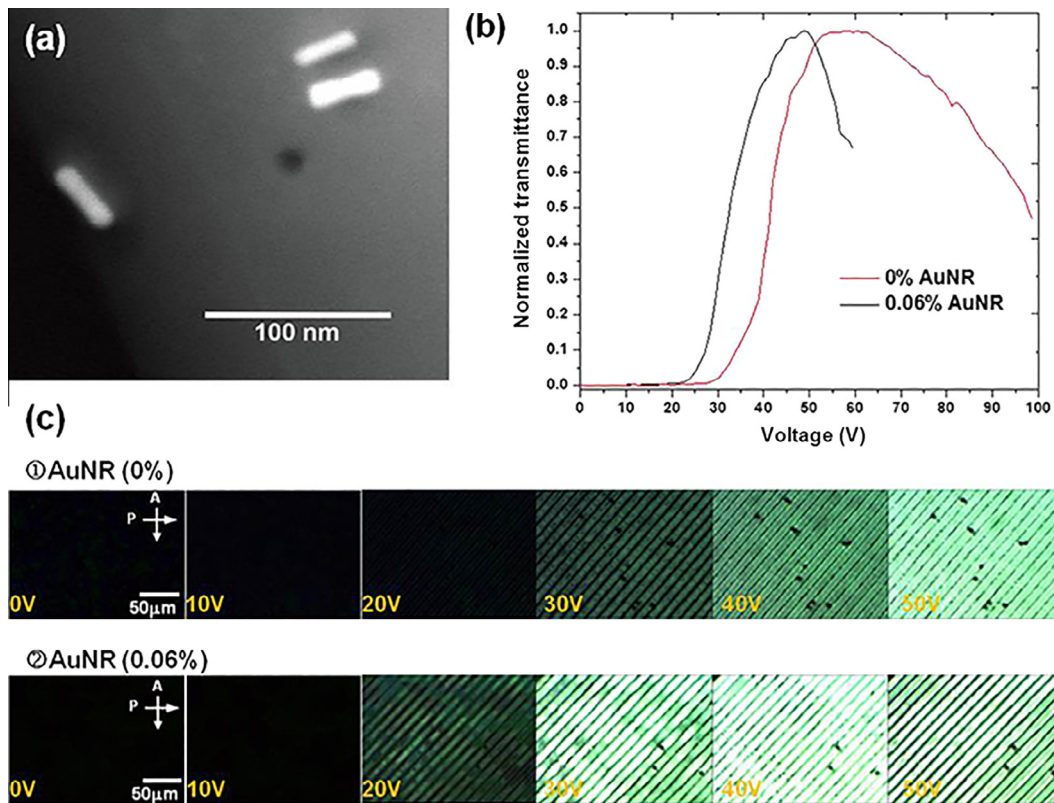 (a)
100 nm
(b)
Normalized transmittance
1.0
0.9
0.8
0.7
0.6
0.5
0.4
0.3
0.2
0.1
0.0
0% AuNR
0.06% AuNR
0 10 20 30 40 50 60 70 80 90 100
Voltage (V)
(c)
①AuNR (0%)
A
P
50μm
0V 10V 20V 30V 40V 50V
②AuNR (0.06%)
A
P
50μm
0V 10V 20V 30V 40V 50V